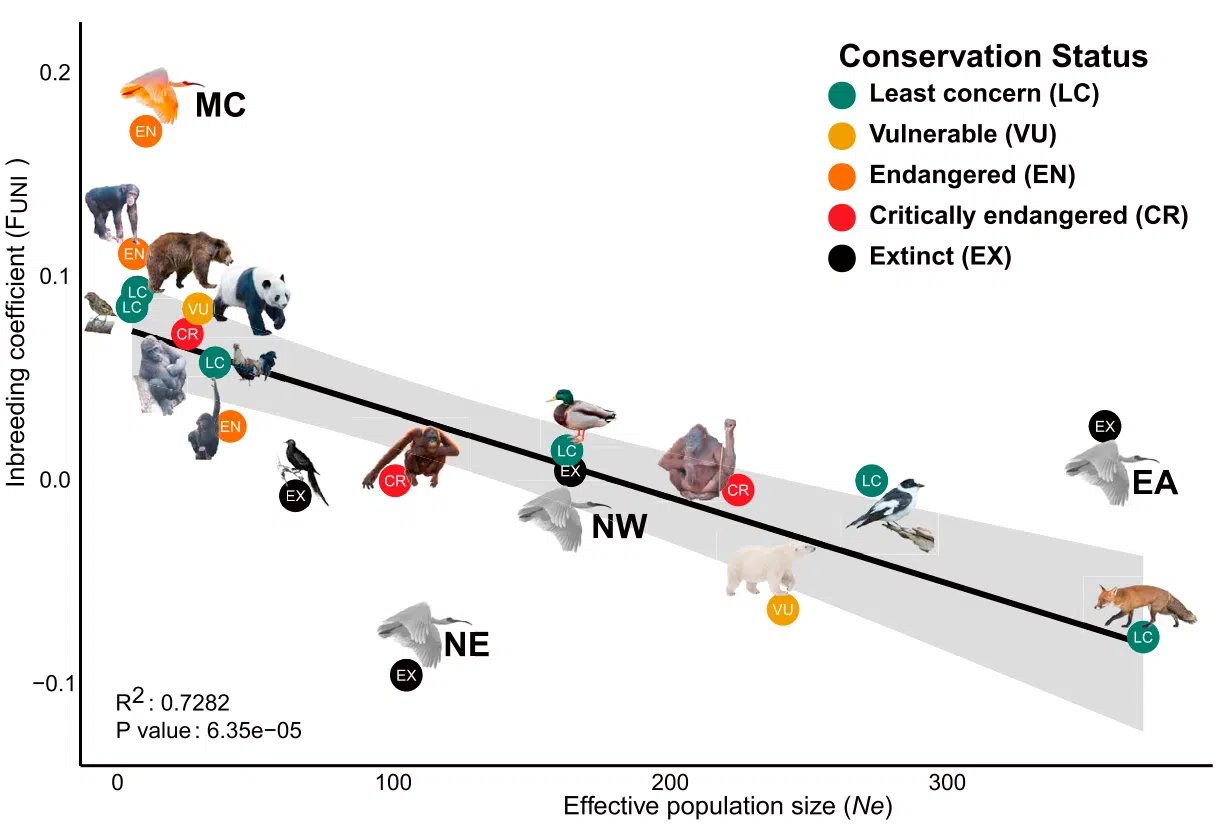 Conservation Status
Least concern (LC)
Vulnerable (VU)
Endangered (EN)
Critically endangered (CR)
Extinct (EX)
0.2
0.1
0.0
−0.1
Inbreeding coefficient (FUNI )
MC
EN
EN
LC
LC
VU
CR
LC
EN
EX
CR
LC
EX
NW
CR
LC
EX
EA
VU
LC
NE
EX
R2 : 0.7282
P value : 6.35e−05
0
100
200
300
Effective population size (Ne)